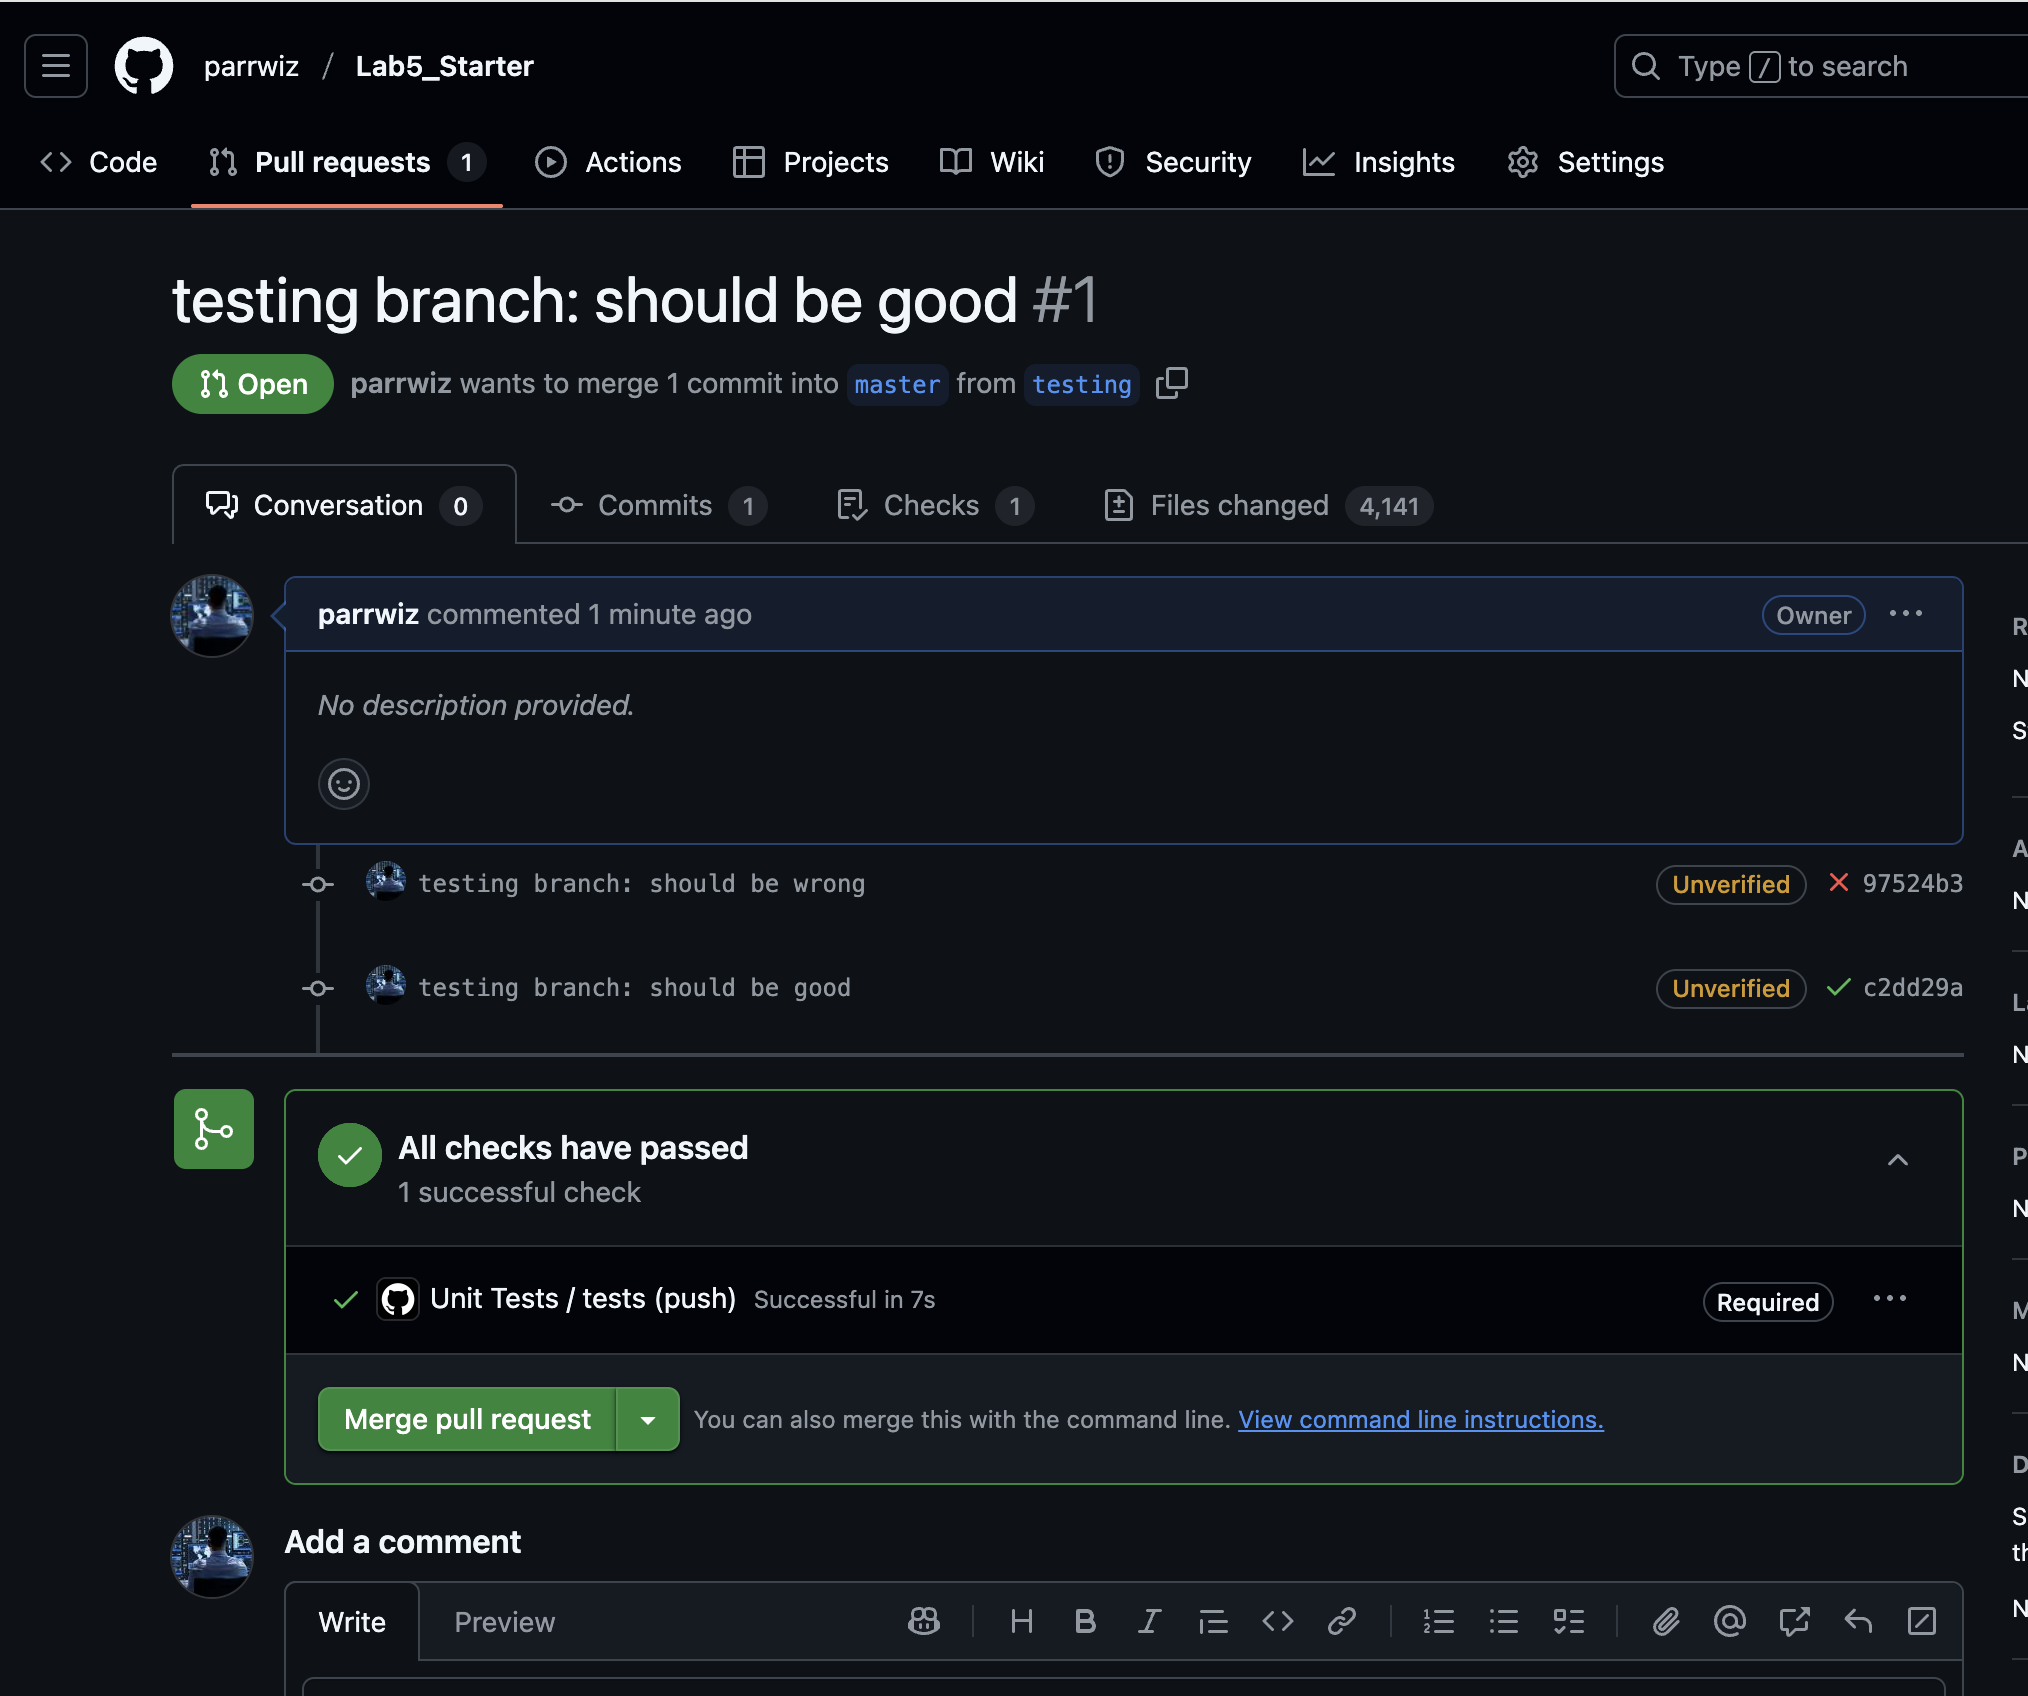 parrwiz / Lab5_Starter
Type / to search
Code
Pull requests 1
Actions
Projects
Wiki
Security
Insights
Settings
testing branch: should be good #1
Open
parrwiz wants to merge 1 commit into master from testing
Conversation 0
Commits 1
Checks 1
Files changed 4,141
parrwiz commented 1 minute ago
Owner
No description provided.
testing branch: should be wrong
Unverified
97524b3
testing branch: should be good
Unverified
c2dd29a
All checks have passed
1 successful check
Unit Tests / tests (push) Successful in 7s
Required
Merge pull request
You can also merge this with the command line. View command line instructions.
Add a comment
Write
Preview